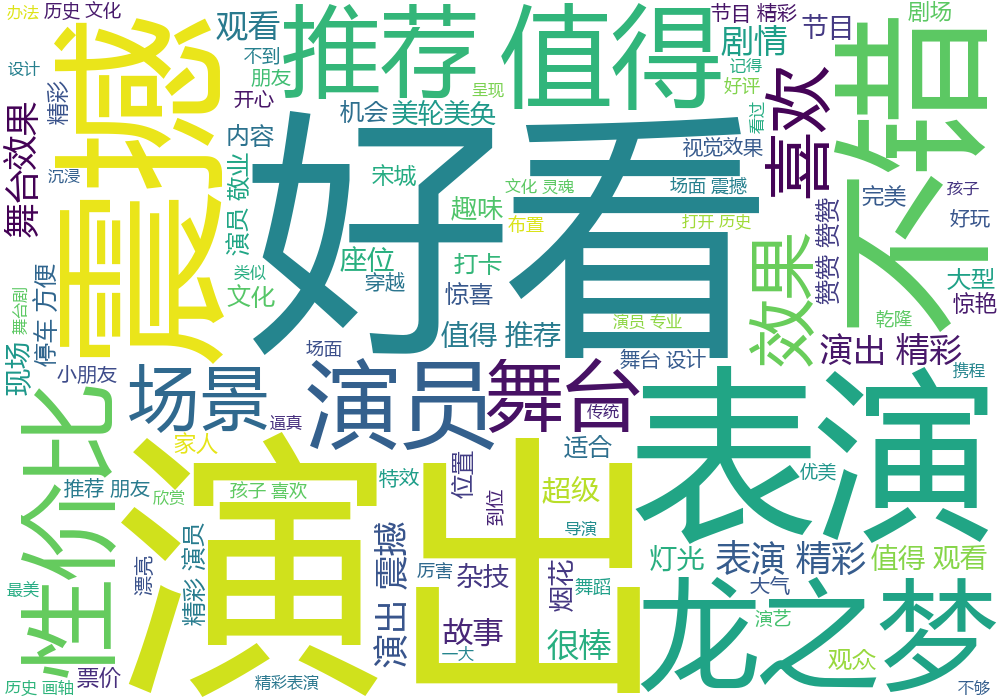 办法
历史 文化
设计
精彩
沉浸
舞台效果
震撼
观看
不到
朋友
开心
内容
演员 敬业
类似
文化
推荐
呈现
机会
美轮美奂
值得
节目 精彩
节目
剧场
剧情
记得
好评
看过
视觉效果
喜欢
不错
好看
宋城
趣味
座位
打卡
穿越
惊喜
文化 灵魂
布置
场面 震撼
打开 历史
演员 专业
值得 推荐
舞台 设计
效果
赞赞 赞赞
完美
孩子
好玩
大型
惊艳
乾隆
演出 精彩
携程
舞台剧
停车 方便
现场
小朋友
场面
场景
逼真
演员
舞台
传统
表演
性价比
家人
推荐 朋友
欣赏
孩子 喜欢
特效
演出
位置
到位
适合
超级
导演
优美
灯光
表演 精彩
值得 观看
最美
漂亮
精彩 演员
演出 震撼
厉害
杂技
烟花
舞蹈
大气
演艺
龙之梦
故事
一大
很棒
观众
历史 画轴
票价
精彩表演
不够